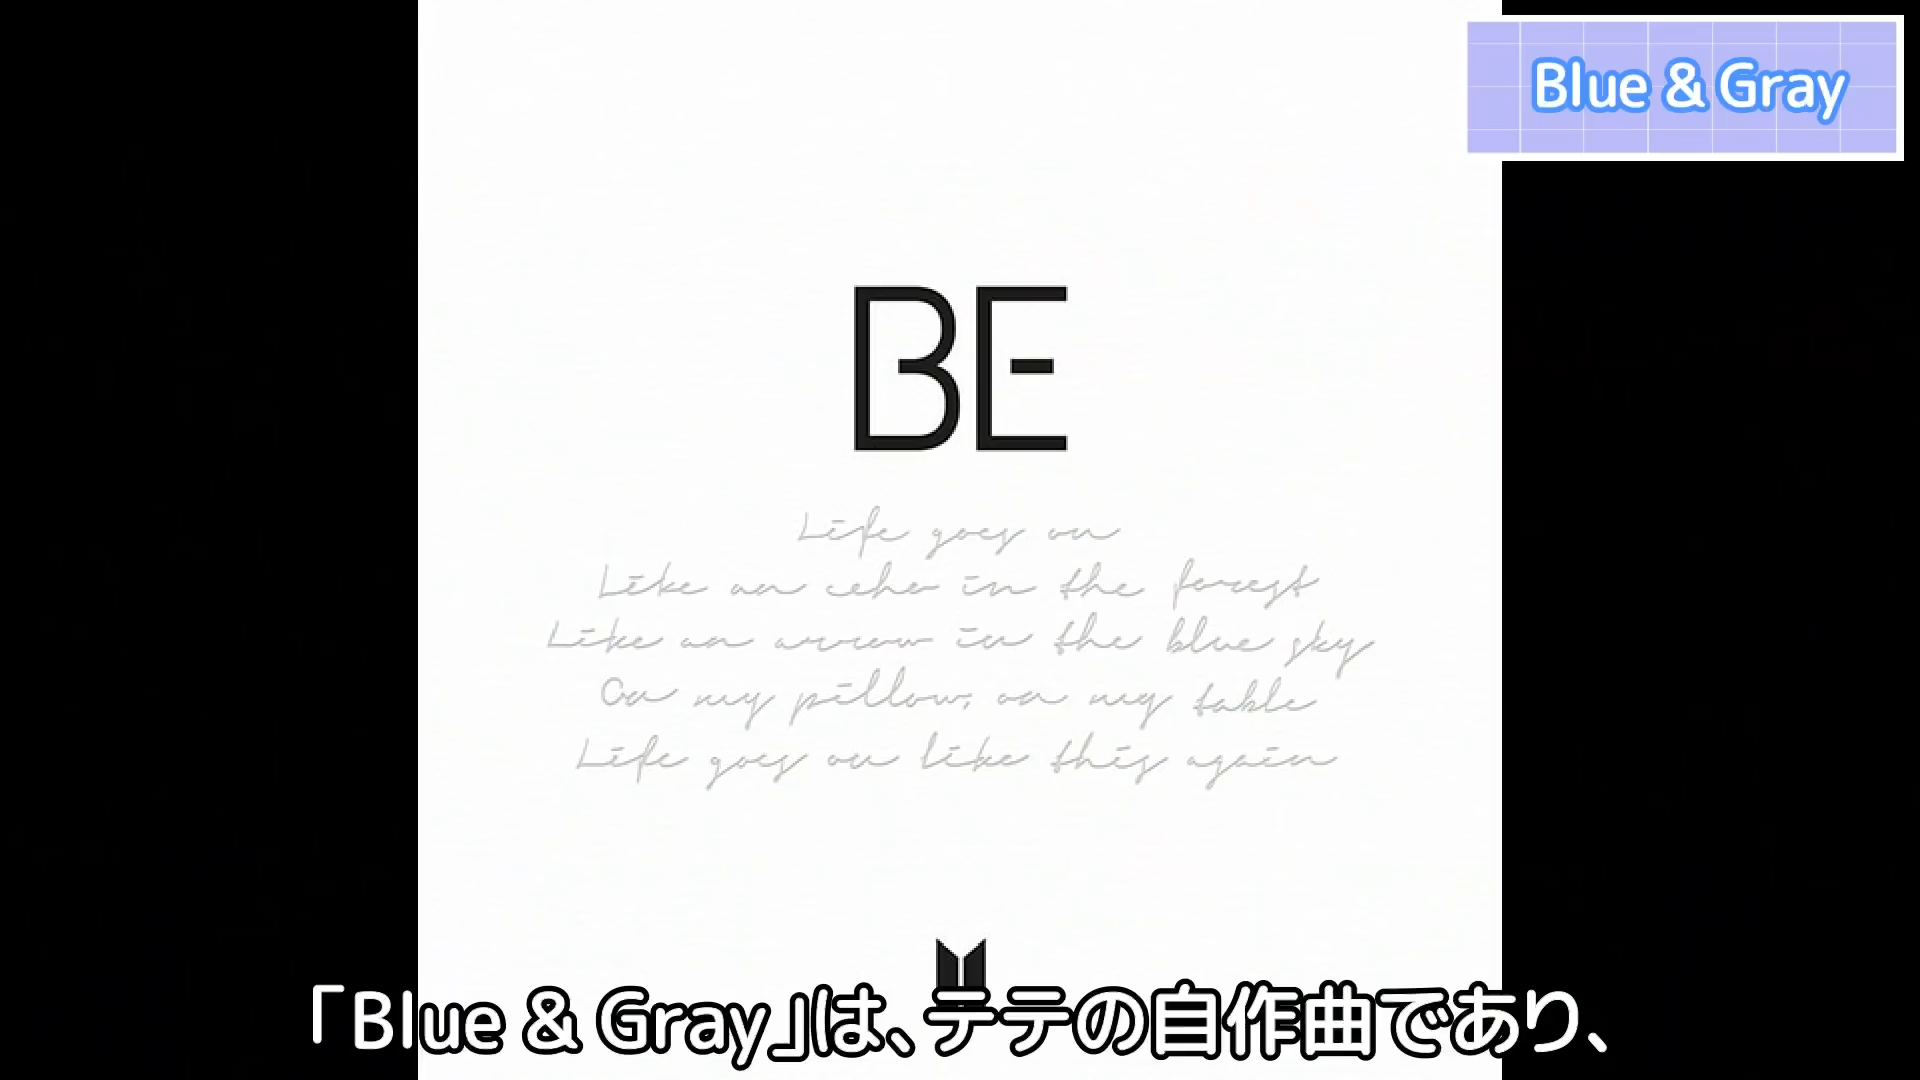 Blue & Gray
BE
Life goes on
Like an echo in the forest
Like an arrow in the blue sky
On my pillow, on my table
Life goes on like this again
「Blue & Gray」は、テテの自作曲であり、